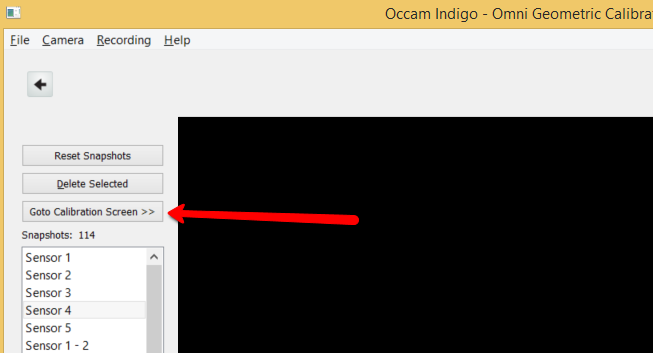 Occam Indigo - Omni Geometric Calibra
File Camera Recording Help
Reset Snapshots
Delete Selected
Goto Calibration Screen >>
Snapshots: 114
Sensor 1
Sensor 2
Sensor 3
Sensor 4
Sensor 5
Sensor 1 - 2